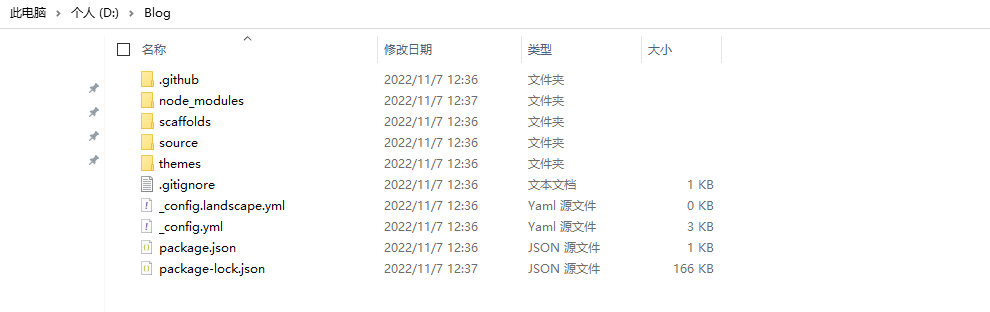 此电脑 > 个人 (D:) > Blog
名称 修改日期 类型 大小
.github 2022/11/7 12:36 文件夹
node_modules 2022/11/7 12:37 文件夹
scaffolds 2022/11/7 12:36 文件夹
source 2022/11/7 12:36 文件夹
themes 2022/11/7 12:36 文件夹
.gitignore 2022/11/7 12:36 文本文档 1 KB
_config.landscape.yml 2022/11/7 12:36 Yaml 源文件 0 KB
_config.yml 2022/11/7 12:36 Yaml 源文件 3 KB
package.json 2022/11/7 12:36 JSON 源文件 1 KB
package-lock.json 2022/11/7 12:37 JSON 源文件 166 KB